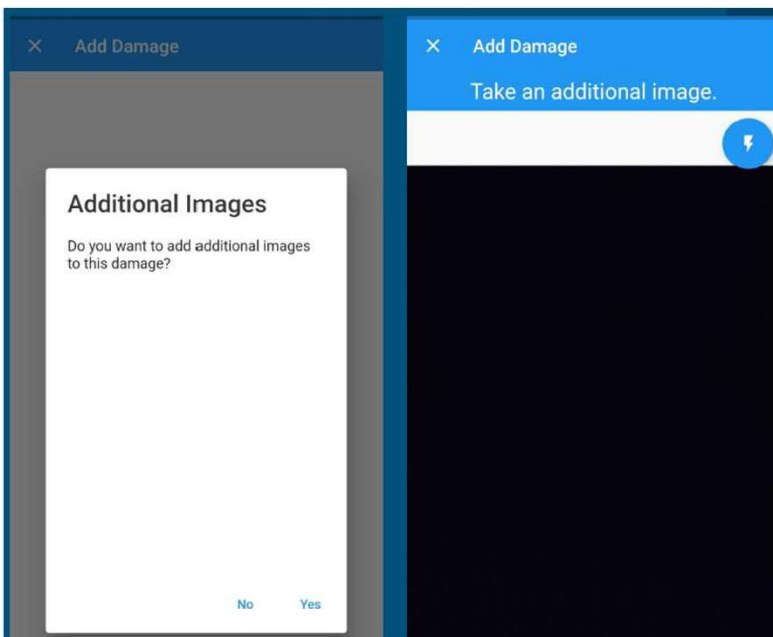 Add Damage
Additional Images
Do you want to add additional images
to this damage?
No Yes
Add Damage
Take an additional image.